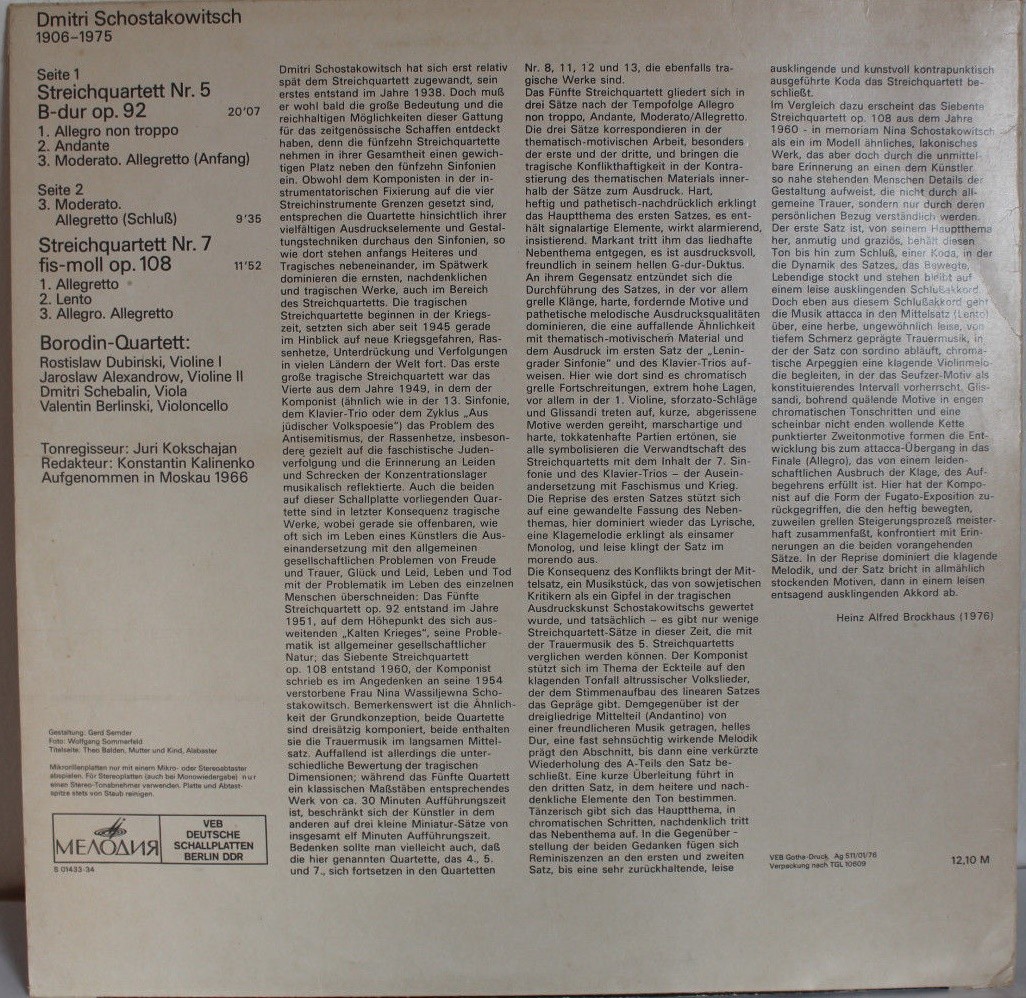 Dmitri Schostakowitsch
1906–1975
Seite 1
Streichquartett Nr. 5
B-dur op. 92 20'07
1. Allegro non troppo
2. Andante
3. Moderato. Allegretto (Anfang)
Seite 2
3. Moderato.
Allegretto (Schluß) 9'35
Streichquartett Nr. 7
fis-moll op. 108 11'52
1. Allegretto
2. Lento
3. Allegro. Allegretto
Borodin-Quartett:
Rostislaw Dubinski, Violine I
Jaroslaw Alexandrow, Violine II
Dmitri Schebalin, Viola
Valentin Berlinski, Violoncello
Tonregisseur: Juri Kokschajan
Redakteur: Konstantin Kalinenko
Aufgenommen in Moskau 1966
Gestaltung: Gerd Semder
Foto: Wolfgang Sommerfeld
Titelseite: Theo Balden, Mutter und Kind, Alabaster
Mikrorillenplatten nur mit einem Mikro- oder Stereoabtaster
abspielen. Für Stereoplatten (auch bei Monowiedergabe) nur
einen Stereo-Tonabnehmer verwenden. Platte und Abtast-
spitze stets von Staub reinigen.
МЕЛОДИЯ
VEB
DEUTSCHE
SCHALLPLATTEN
BERLIN DDR
S 01433-34
Dmitri Schostakowitsch hat sich erst relativ
spät dem Streichquartett zugewandt, sein
erstes entstand im Jahre 1938. Doch muß
er wohl bald die große Bedeutung und die
reichhaltigen Möglichkeiten dieser Gattung
für das zeitgenössische Schaffen entdeckt
haben, denn die fünfzehn Streichquartette
nehmen in ihrer Gesamtheit einen gewich-
tigen Platz neben den fünfzehn Sinfonien
ein. Obwohl dem Komponisten in der in-
strumentatorischen Fixierung auf die vier
Streichinstrumente Grenzen gesetzt sind,
entsprechen die Quartette hinsichtlich ihrer
vielfältigen Ausdruckselemente und Gestal-
tungstechniken durchaus den Sinfonien, so
wie dort stehen anfangs Heiteres und
Tragisches nebeneinander, im Spätwerk
dominieren die ernsten, nachdenklichen
und tragischen Werke, auch im Bereich
des Streichquartetts. Die tragischen
Streichquartette beginnen in der Kriegs-
zeit, setzten sich aber seit 1945 gerade
im Hinblick auf neue Kriegsgefahren, Ras-
senhetze, Unterdrückung und Verfolgungen
in vielen Ländern der Welt fort. Das erste
große tragische Streichquartett war das
Vierte aus dem Jahre 1949, in dem der
Komponist (ähnlich wie in der 13. Sinfonie,
dem Klavier-Trio oder dem Zyklus „Aus
jüdischer Volkspoesie“) das Problem des
Antisemitismus, der Rassenhetze, insbeson-
dere gezielt auf die faschistische Juden-
verfolgung und die Erinnerung an Leiden
und Schrecken der Konzentrationslager
musikalisch reflektierte. Auch die beiden
auf dieser Schallplatte vorliegenden Quar-
tette sind in letzter Konsequenz tragische
Werke, wobei gerade sie offenbaren, wie
oft sich im Leben eines Künstlers die Aus-
einandersetzung mit den allgemeinen
gesellschaftlichen Problemen von Freude
und Trauer, Glück und Leid, Leben und Tod
mit der Problematik im Leben des einzelnen
Menschen überschneiden: Das Fünfte
Streichquartett op. 92 entstand im Jahre
1951, auf dem Höhepunkt des sich aus-
weitenden „Kalten Krieges“, seine Proble-
matik ist allgemeiner gesellschaftlicher
Natur; das Siebente Streichquartett
op. 108 entstand 1960, der Komponist
schrieb es im Angedenken an seine 1954
verstorbene Frau Nina Wassiljewna Scho-
stakowitsch. Bemerkenswert ist die Ähnlich-
keit der Grundkonzeption, beide Quartette
sind dreisätzig komponiert, beide enthalten
sie die Trauermusik im langsamen Mittel-
satz. Auffallend ist allerdings die unter-
schiedliche Bewertung der tragischen
Dimensionen; während das Fünfte Quartett
ein klassischen Maßstäben entsprechendes
Werk von ca. 30 Minuten Aufführungszeit
ist, beschränkt sich der Künstler in dem
anderen auf drei kleine Miniatur-Sätze von
insgesamt elf Minuten Aufführungszeit.
Bedenken sollte man vielleicht auch, daß
die hier genannten Quartette, das 4., 5.
und 7., sich fortsetzen in den Quartetten
Nr. 8, 11, 12 und 13, die ebenfalls tra-
gische Werke sind.
Das Fünfte Streichquartett gliedert sich in
drei Sätze nach der Tempofolge Allegro
non troppo, Andante, Moderato/Allegretto.
Die drei Sätze korrespondieren in der
thematisch-motivischen Arbeit, besonders
der erste und der dritte, und bringen die
tragische Konflikthaftigkeit in der Kontra-
stierung des thematischen Materials inner-
halb der Sätze zum Ausdruck. Hart,
heftig und pathetisch-nachdrücklich erklingt
das Hauptthema des ersten Satzes, es ent-
hält signalartige Elemente, wirkt alarmierend,
insistierend. Markant tritt ihm das liedhafte
Nebenthema entgegen, es ist ausdrucksvoll,
freundlich in seinem hellen G-dur-Duktus.
An ihrem Gegensatz entzündet sich die
Durchführung des Satzes, in der vor allem
grelle Klänge, harte, fordernde Motive und
pathetische melodische Ausdrucksqualitäten
dominieren, die eine auffallende Ähnlichkeit
mit thematisch-motivischem Material und
dem Ausdruck im ersten Satz der „Lenin-
grader Sinfonie“ und des Klavier-Trios auf-
weisen. Hier wie dort sind es chromatisch
grelle Fortschreitungen, extrem hohe Lagen,
vor allem in der 1. Violine, sforzato-Schläge
und Glissandi treten auf, kurze, abgerissene
Motive werden gereiht, marschartige und
harte, tokkatenhafte Partien ertönen, sie
alle symbolisieren die Verwandtschaft des
Streichquartetts mit dem Inhalt der 7. Sin-
fonie und des Klavier-Trios – der Ausein-
andersetzung mit Faschismus und Krieg.
Die Reprise des ersten Satzes stützt sich
auf eine gewandelte Fassung des Neben-
themas, hier dominiert wieder das Lyrische,
eine Klagemelodie erklingt als einsamer
Monolog, und leise klingt der Satz im
morendo aus.
Die Konsequenz des Konflikts bringt der Mit-
telsatz, ein Musikstück, das von sowjetischen
Kritikern als ein Gipfel in der tragischen
Ausdruckskunst Schostakowitschs gewertet
wurde, und tatsächlich – es gibt nur wenige
Streichquartett-Sätze in dieser Zeit, die mit
der Trauermusik des 5. Streichquartetts
verglichen werden können. Der Komponist
stützt sich im Thema der Eckteile auf den
klagenden Tonfall altrussischer Volkslieder,
der dem Stimmenaufbau des linearen Satzes
das Gepräge gibt. Demgegenüber ist der
dreigliedrige Mittelteil (Andantino) von
einer freundlicheren Musik getragen, helles
Dur, eine fast sehnsüchtig wirkende Melodik
prägt den Abschnitt, bis dann eine verkürzte
Wiederholung des A-Teils den Satz be-
schließt. Eine kurze Überleitung führt in
den dritten Satz, in dem heitere und nach-
denkliche Elemente den Ton bestimmen.
Tänzerisch gibt sich das Hauptthema, in
chromatischen Schritten, nachdenklich tritt
das Nebenthema auf. In die Gegenüber-
stellung der beiden Gedanken fügen sich
Reminiszenzen an den ersten und zweiten
Satz, bis eine sehr zurückhaltende, leise
ausklingende und kunstvoll kontrapunktisch
ausgeführte Koda das Streichquartett be-
schließt.
Im Vergleich dazu erscheint das Siebente
Streichquartett op. 108 aus dem Jahre
1960 - in memoriam Nina Schostakowitsch
als ein im Modell ähnliches, lakonisches
Werk, das aber doch durch die unmittel-
bare Erinnerung an einen dem Künstler
so nahe stehenden Menschen Details der
Gestaltung aufweist, die nicht durch all-
gemeine Trauer, sondern nur durch deren
persönlichen Bezug verständlich werden.
Der erste Satz ist, von seinem Hauptthema
her, anmutig und graziös, behält diesen
Ton bis hin zum Schluß, einer Koda, in der
die Dynamik des Satzes, das Bewegte,
Lebendige stockt und stehen bleibt auf
einem leise ausklingenden Schlußakkord.
Doch eben aus diesem Schlußakkord geht
die Musik attacca in den Mittelsatz (Lento)
über, eine herbe, ungewöhnlich leise, von
tiefem Schmerz geprägte Trauermusik, in
der der Satz con sordino abläuft, chroma-
tische Arpeggien eine klagende Violinmelo-
die begleiten, in der das Seufzer-Motiv als
konstituierendes Intervall vorherrscht. Glis-
sandi, bohrend quälende Motive in engen
chromatischen Tonschritten und eine
scheinbar nicht enden wollende Kette
punktierter Zweitonmotive formen die Ent-
wicklung bis zum attacca-Übergang in das
Finale (Allegro), das von einem leiden-
schaftlichen Ausbruch der Klage, des Auf-
begehrens erfüllt ist. Hier hat der Kompo-
nist auf die Form der Fugato-Exposition zu-
rückgegriffen, die den heftig bewegten,
zuweilen grellen Steigerungsprozeß meister-
haft zusammenfaßt, konfrontiert mit Erin-
nerungen an die beiden vorangehenden
Sätze. In der Reprise dominiert die klagende
Melodik, und der Satz bricht in allmählich
stockenden Motiven, dann in einem leisen
entsagend ausklingenden Akkord ab.
Heinz Alfred Brockhaus (1976)
VEB Gotha-Druck, Ag 511/01/76
Verpackung nach TGL 10609
12,10 M